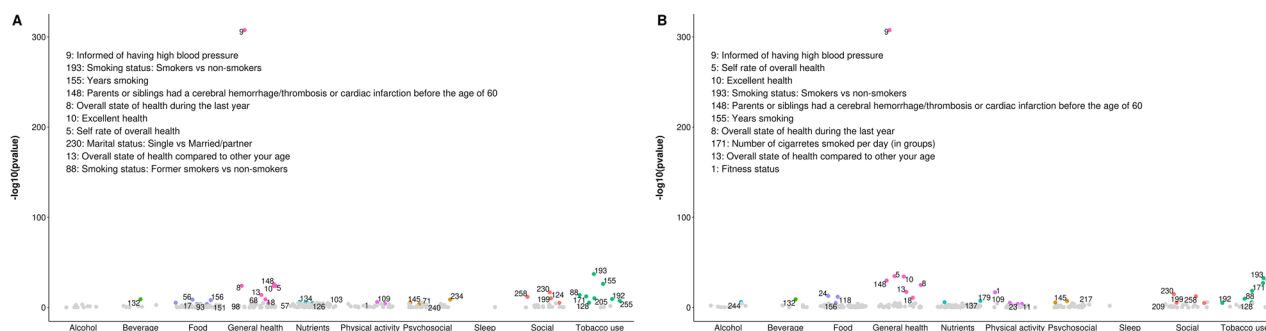 A
-log10(pvalue)
300
200
100
0
9
9: Informed of having high blood pressure
193: Smoking status: Smokers vs non-smokers
155: Years smoking
148: Parents or siblings had a cerebral hemorrhage/thrombosis or cardiac infarction before the age of 60
8: Overall state of health during the last year
10: Excellent health
5: Self rate of overall health
230: Marital status: Single vs Married/partner
13: Overall state of health compared to other your age
88: Smoking status: Former smokers vs non-smokers
132
56
156
17
93
151
8
148
13
10
5
98
68
18
57
134
126
103
1
109
145
71
240
234
258
230
124
199
193
155
88
192
171
205
128
255
Alcohol
Beverage
Food
General health
Nutrients
Physical activity
Psychosocial
Sleep
Social
Tobacco use
B
-log10(pvalue)
300
200
100
0
9
9: Informed of having high blood pressure
5: Self rate of overall health
10: Excellent health
193: Smoking status: Smokers vs non-smokers
148: Parents or siblings had a cerebral hemorrhage/thrombosis or cardiac infarction before the age of 60
155: Years smoking
8: Overall state of health during the last year
171: Number of cigarretes smoked per day (in groups)
13: Overall state of health compared to other your age
1: Fitness status
244
132
24
156
118
148
5
10
8
13
18
137
179
109
23
11
145
217
230
209
199
258
193
171
88
192
128
Alcohol
Beverage
Food
General health
Nutrients
Physical activity
Psychosocial
Sleep
Social
Tobacco use